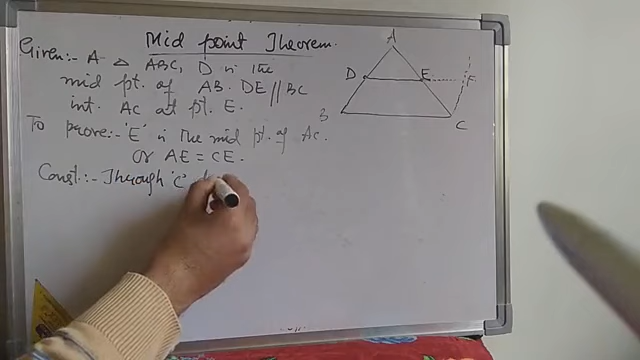 Mid point Theorem.
Given:- A △ ABC, D is the
mid pt. of AB. DE // BC
int. AC at pt. E.
To prove:- 'E' is the mid pt. of AC.
or AE = CE.
Const.:- Through 'C'
A
D
E
F
B
C